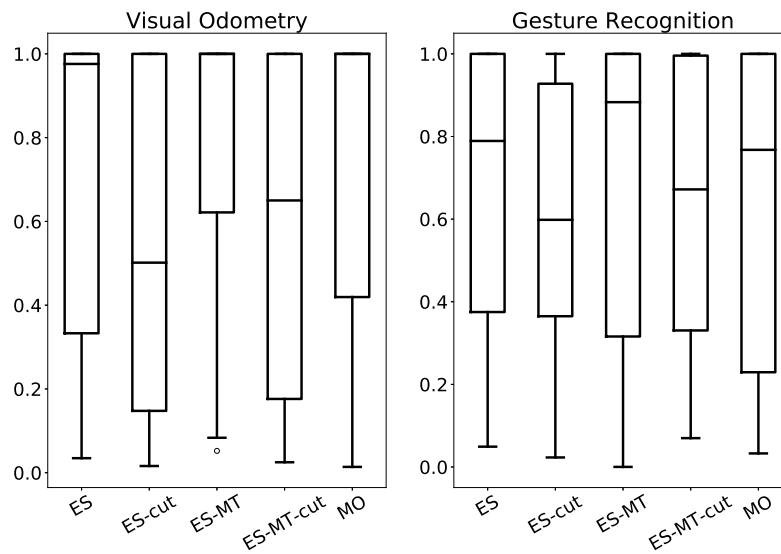 Visual Odometry
1.0
0.8
0.6
0.4
0.2
0.0
ES
ES-cut
ES-MT
ES-MT-cut
MO
Gesture Recognition
1.0
0.8
0.6
0.4
0.2
0.0
ES
ES-cut
ES-MT
ES-MT-cut
MO